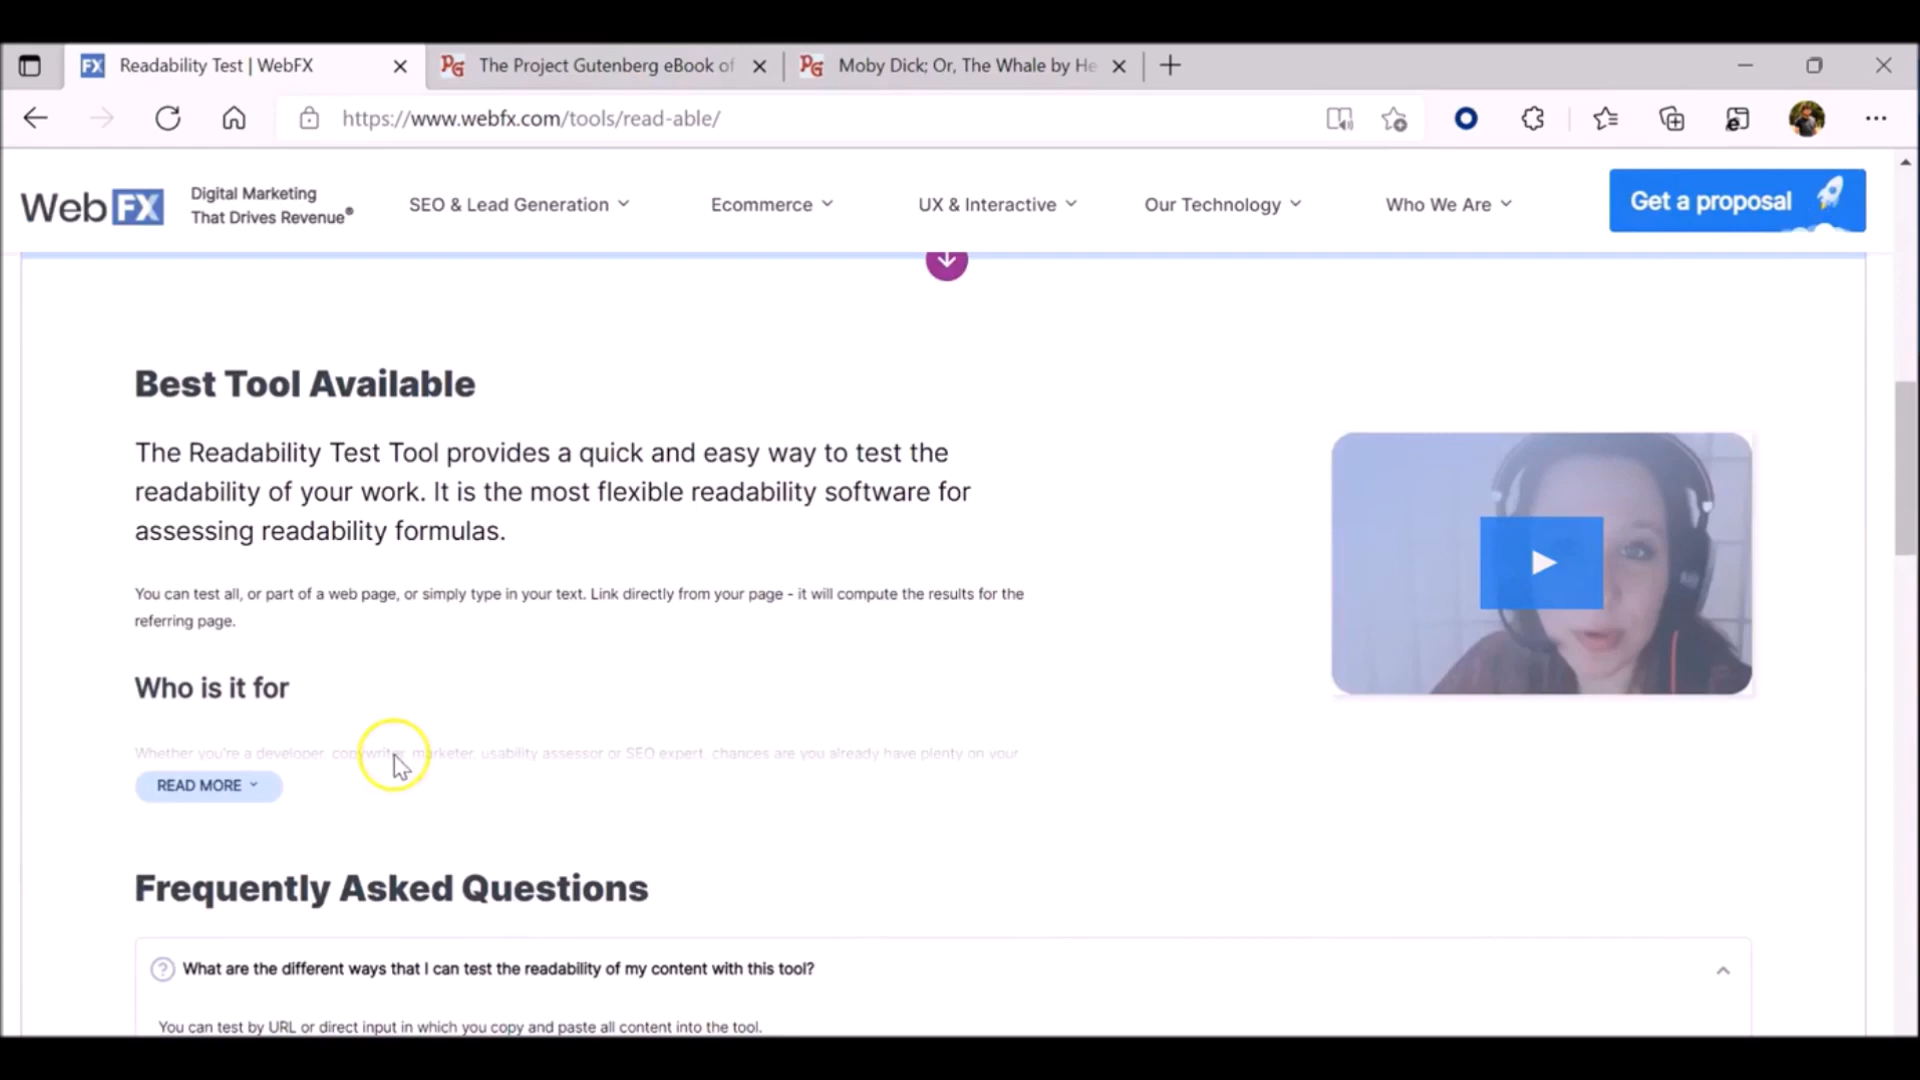 Readability Test | WebFX
The Project Gutenberg eBook of
Moby Dick; Or, The Whale by He
https://www.webfx.com/tools/read-able/
WebFX
Digital Marketing
That Drives Revenue®
SEO & Lead Generation
Ecommerce
UX & Interactive
Our Technology
Who We Are
Get a proposal
Best Tool Available
The Readability Test Tool provides a quick and easy way to test the
readability of your work. It is the most flexible readability software for
assessing readability formulas.
You can test all, or part of a web page, or simply type in your text. Link directly from your page - it will compute the results for the
referring page.
Who is it for
Whether you're a developer, copywriter, marketer, usability assessor or SEO expert, chances are you already have plenty on your
READ MORE
Frequently Asked Questions
What are the different ways that I can test the readability of my content with this tool?
You can test by URL or direct input in which you copy and paste all content into the tool.